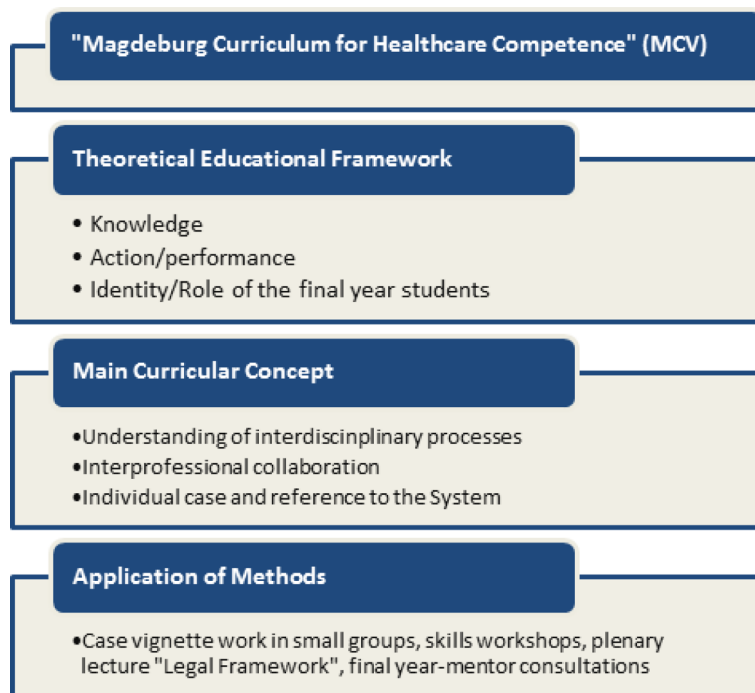 "Magdeburg Curriculum for Healthcare Competence" (MCV)
Theoretical Educational Framework
• Knowledge
• Action/performance
• Identity/Role of the final year students
Main Curricular Concept
•Understanding of interdiscinplinary processes
•Interprofessional collaboration
•Individual case and reference to the System
Application of Methods
•Case vignette work in small groups, skills workshops, plenary
lecture "Legal Framework", final year-mentor consultations